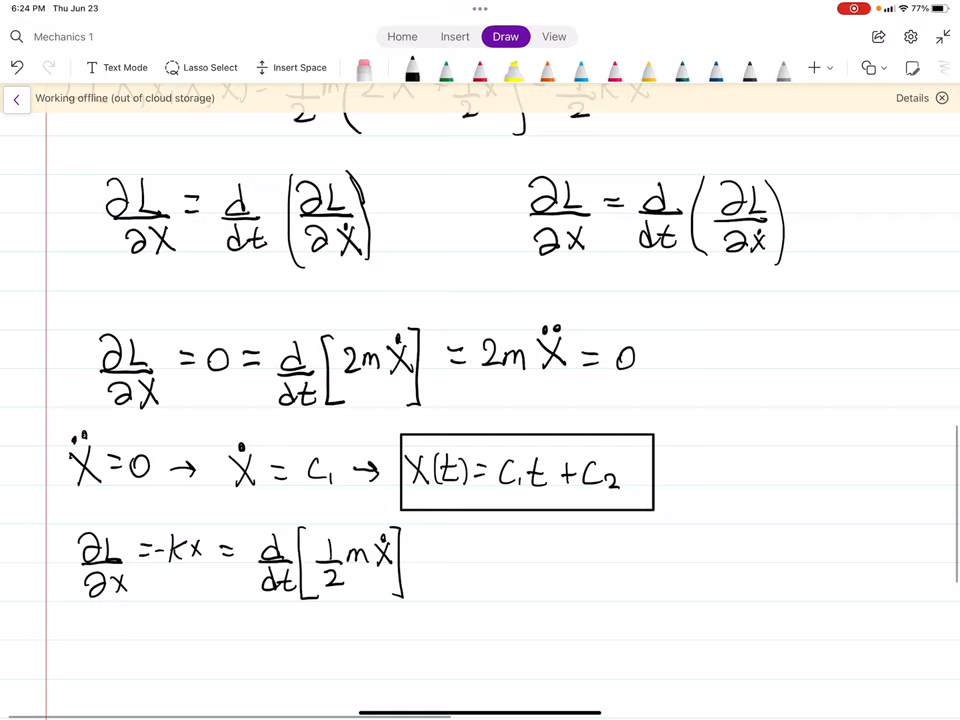 6:24 PM Thu Jun 23
77%
Mechanics 1
Home Insert Draw View
Text Mode Lasso Select Insert Space
Working offline (out of cloud storage) Details
∂L/∂X = d/dt (∂L/∂Ẋ) ∂L/∂x = d/dt (∂L/∂ẋ)
∂L/∂X = 0 = d/dt [2mẊ] = 2mẌ = 0
Ẍ = 0 → Ẋ = C₁ → X(t) = C₁t + C₂
∂L/∂x = -kx = d/dt [1/2 mẋ]